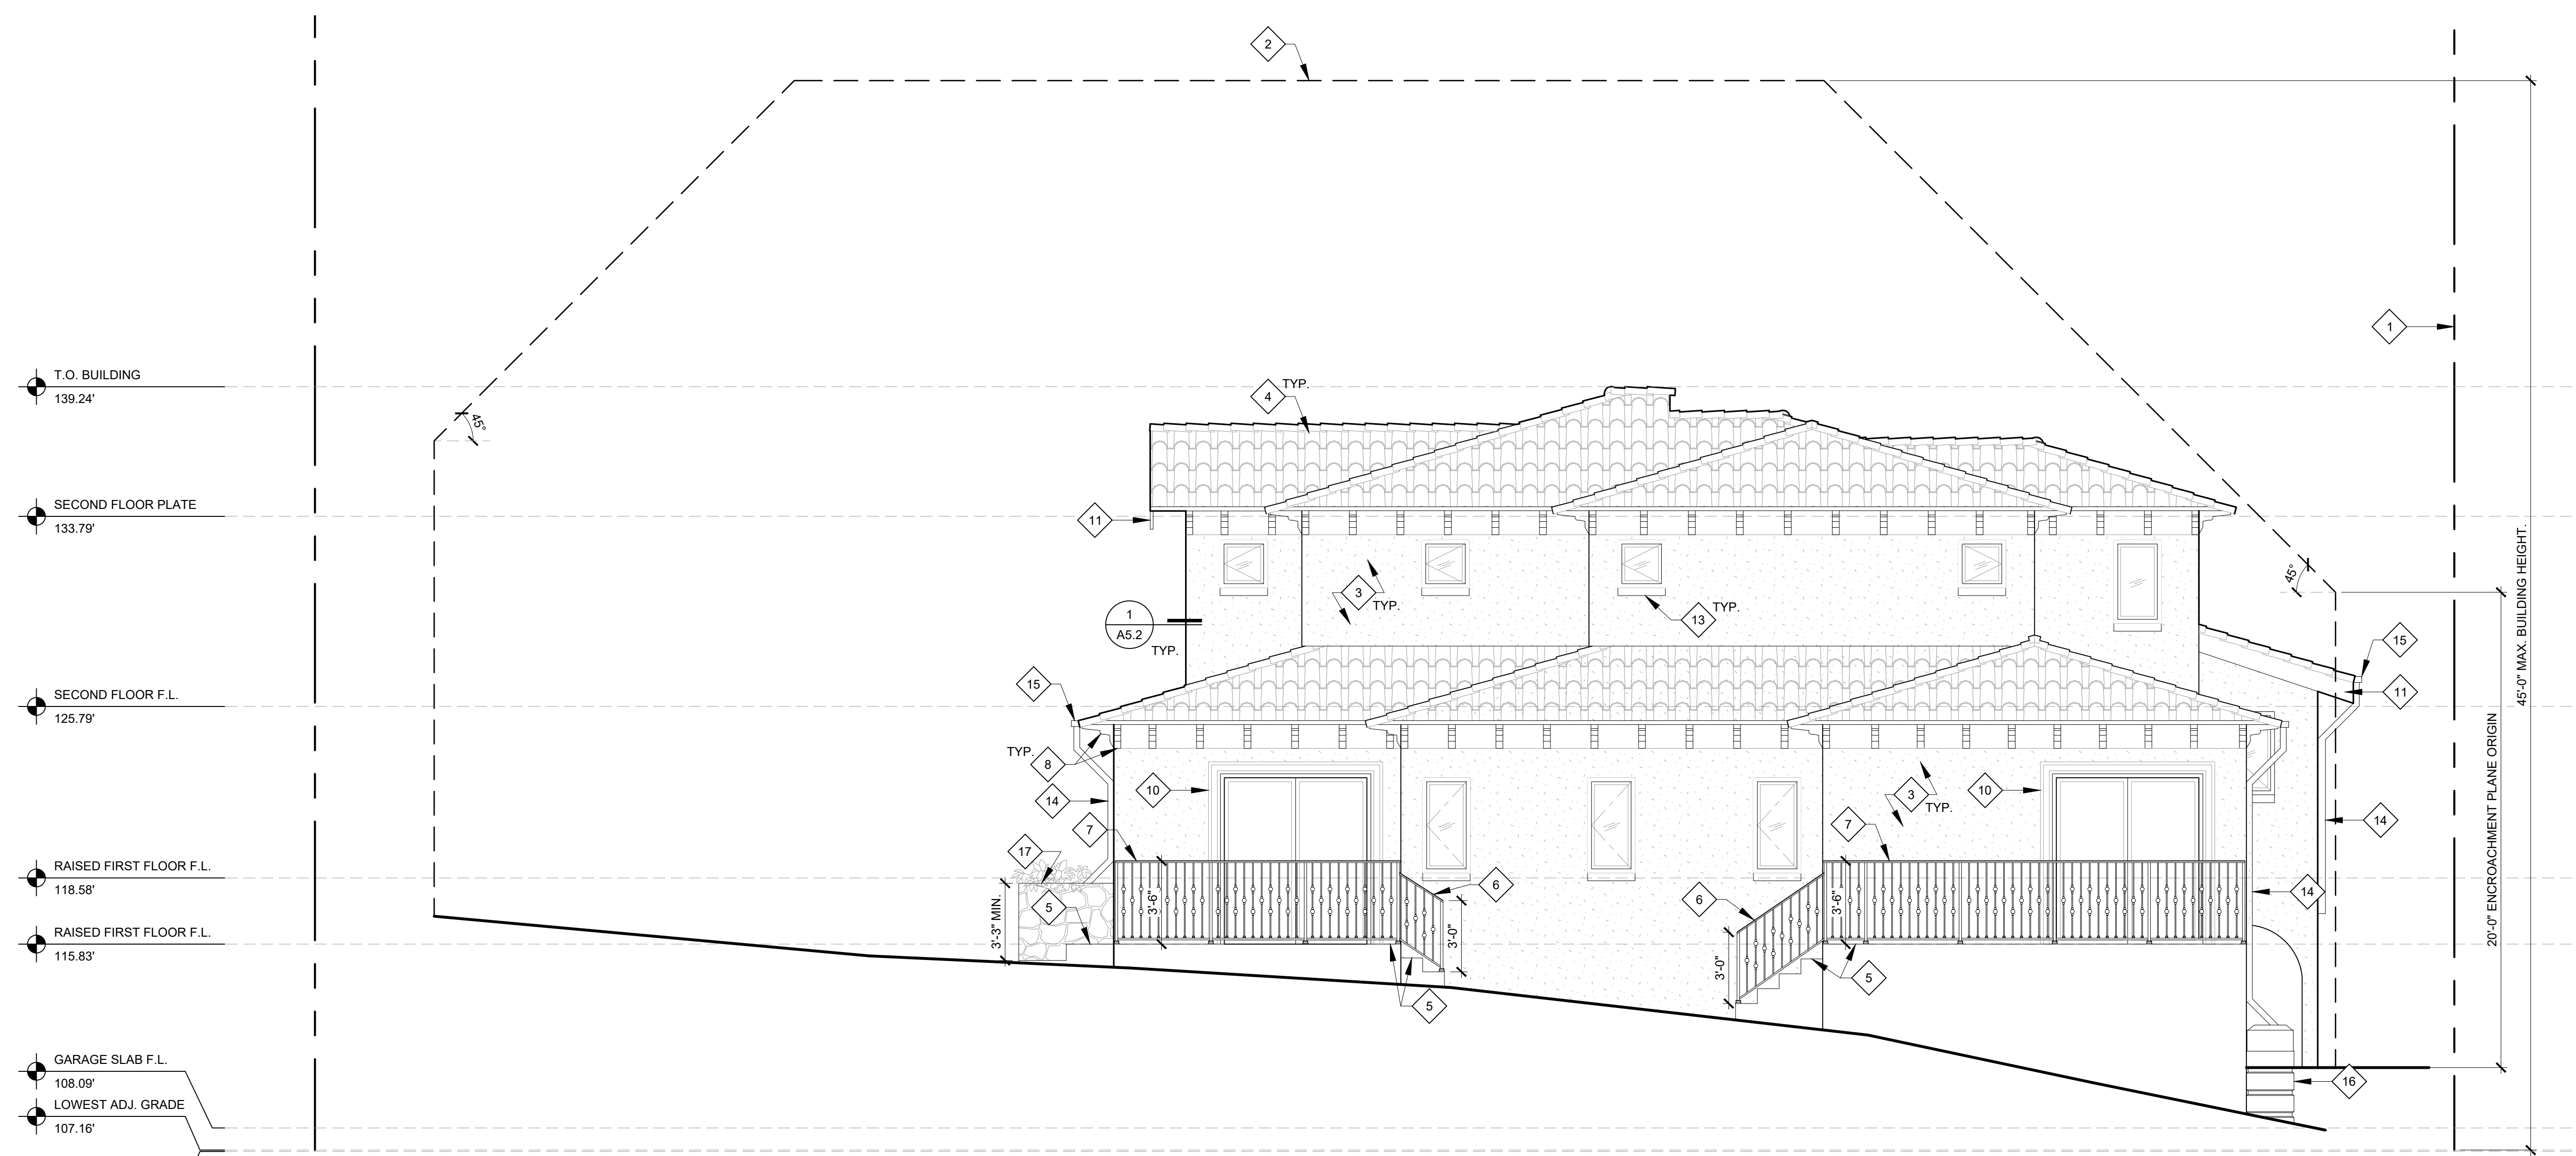 2
1
T.O. BUILDING
139.24'
45°
4
TYP.
SECOND FLOOR PLATE
133.79'
11
3
TYP.
13
TYP.
45°
1
A5.2
TYP.
15
15
11
SECOND FLOOR F.L.
125.79'
TYP.
8
14
10
10
3
TYP.
14
7
7
17
RAISED FIRST FLOOR F.L.
118.58'
3'-3" MIN.
5
3'-6"
6
3'-0"
6
3'-0"
3'-6"
14
RAISED FIRST FLOOR F.L.
115.83'
5
5
GARAGE SLAB F.L.
108.09'
16
LOWEST ADJ. GRADE
107.16'
20'-0" ENCROACHMENT PLANE ORIGIN
45'-0" MAX. BUILDING HEIGHT.